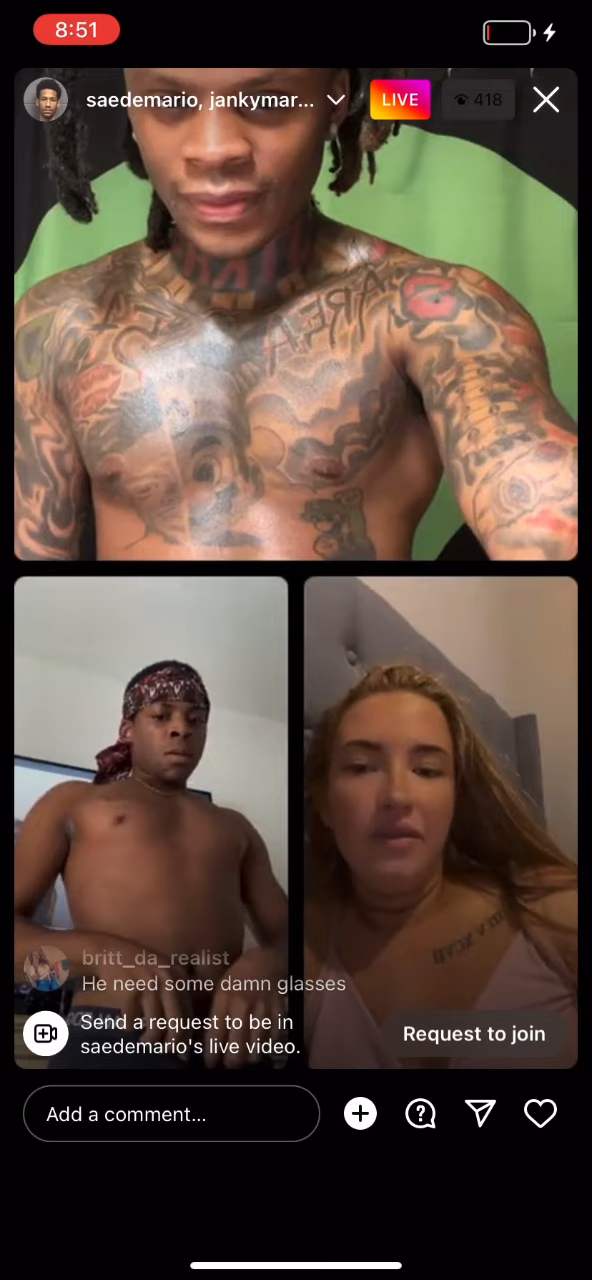 8:51
saedemario, jankymar...
LIVE
418
britt_da_realist
He need some damn glasses
Send a request to be in
saedemario's live video.
Request to join
Add a comment...